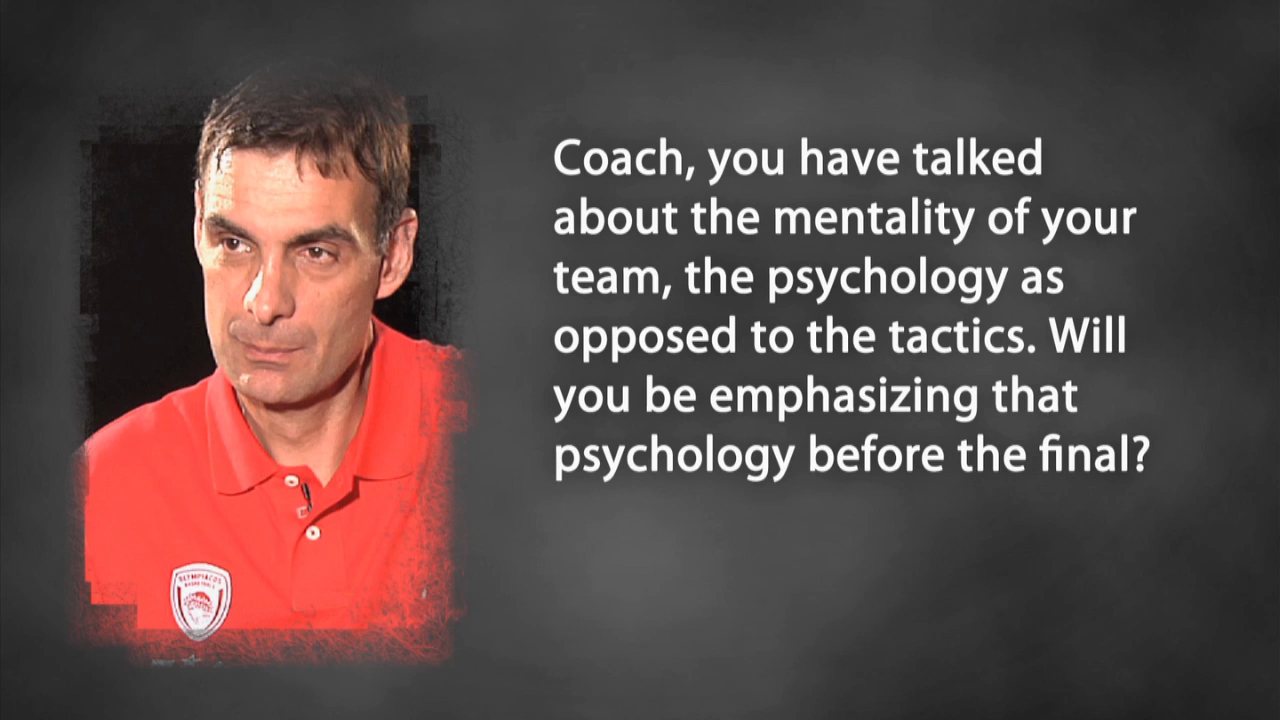 Coach, you have talked
about the mentality of your
team, the psychology as
opposed to the tactics. Will
you be emphasizing that
psychology before the final?
OLYMPIACOS